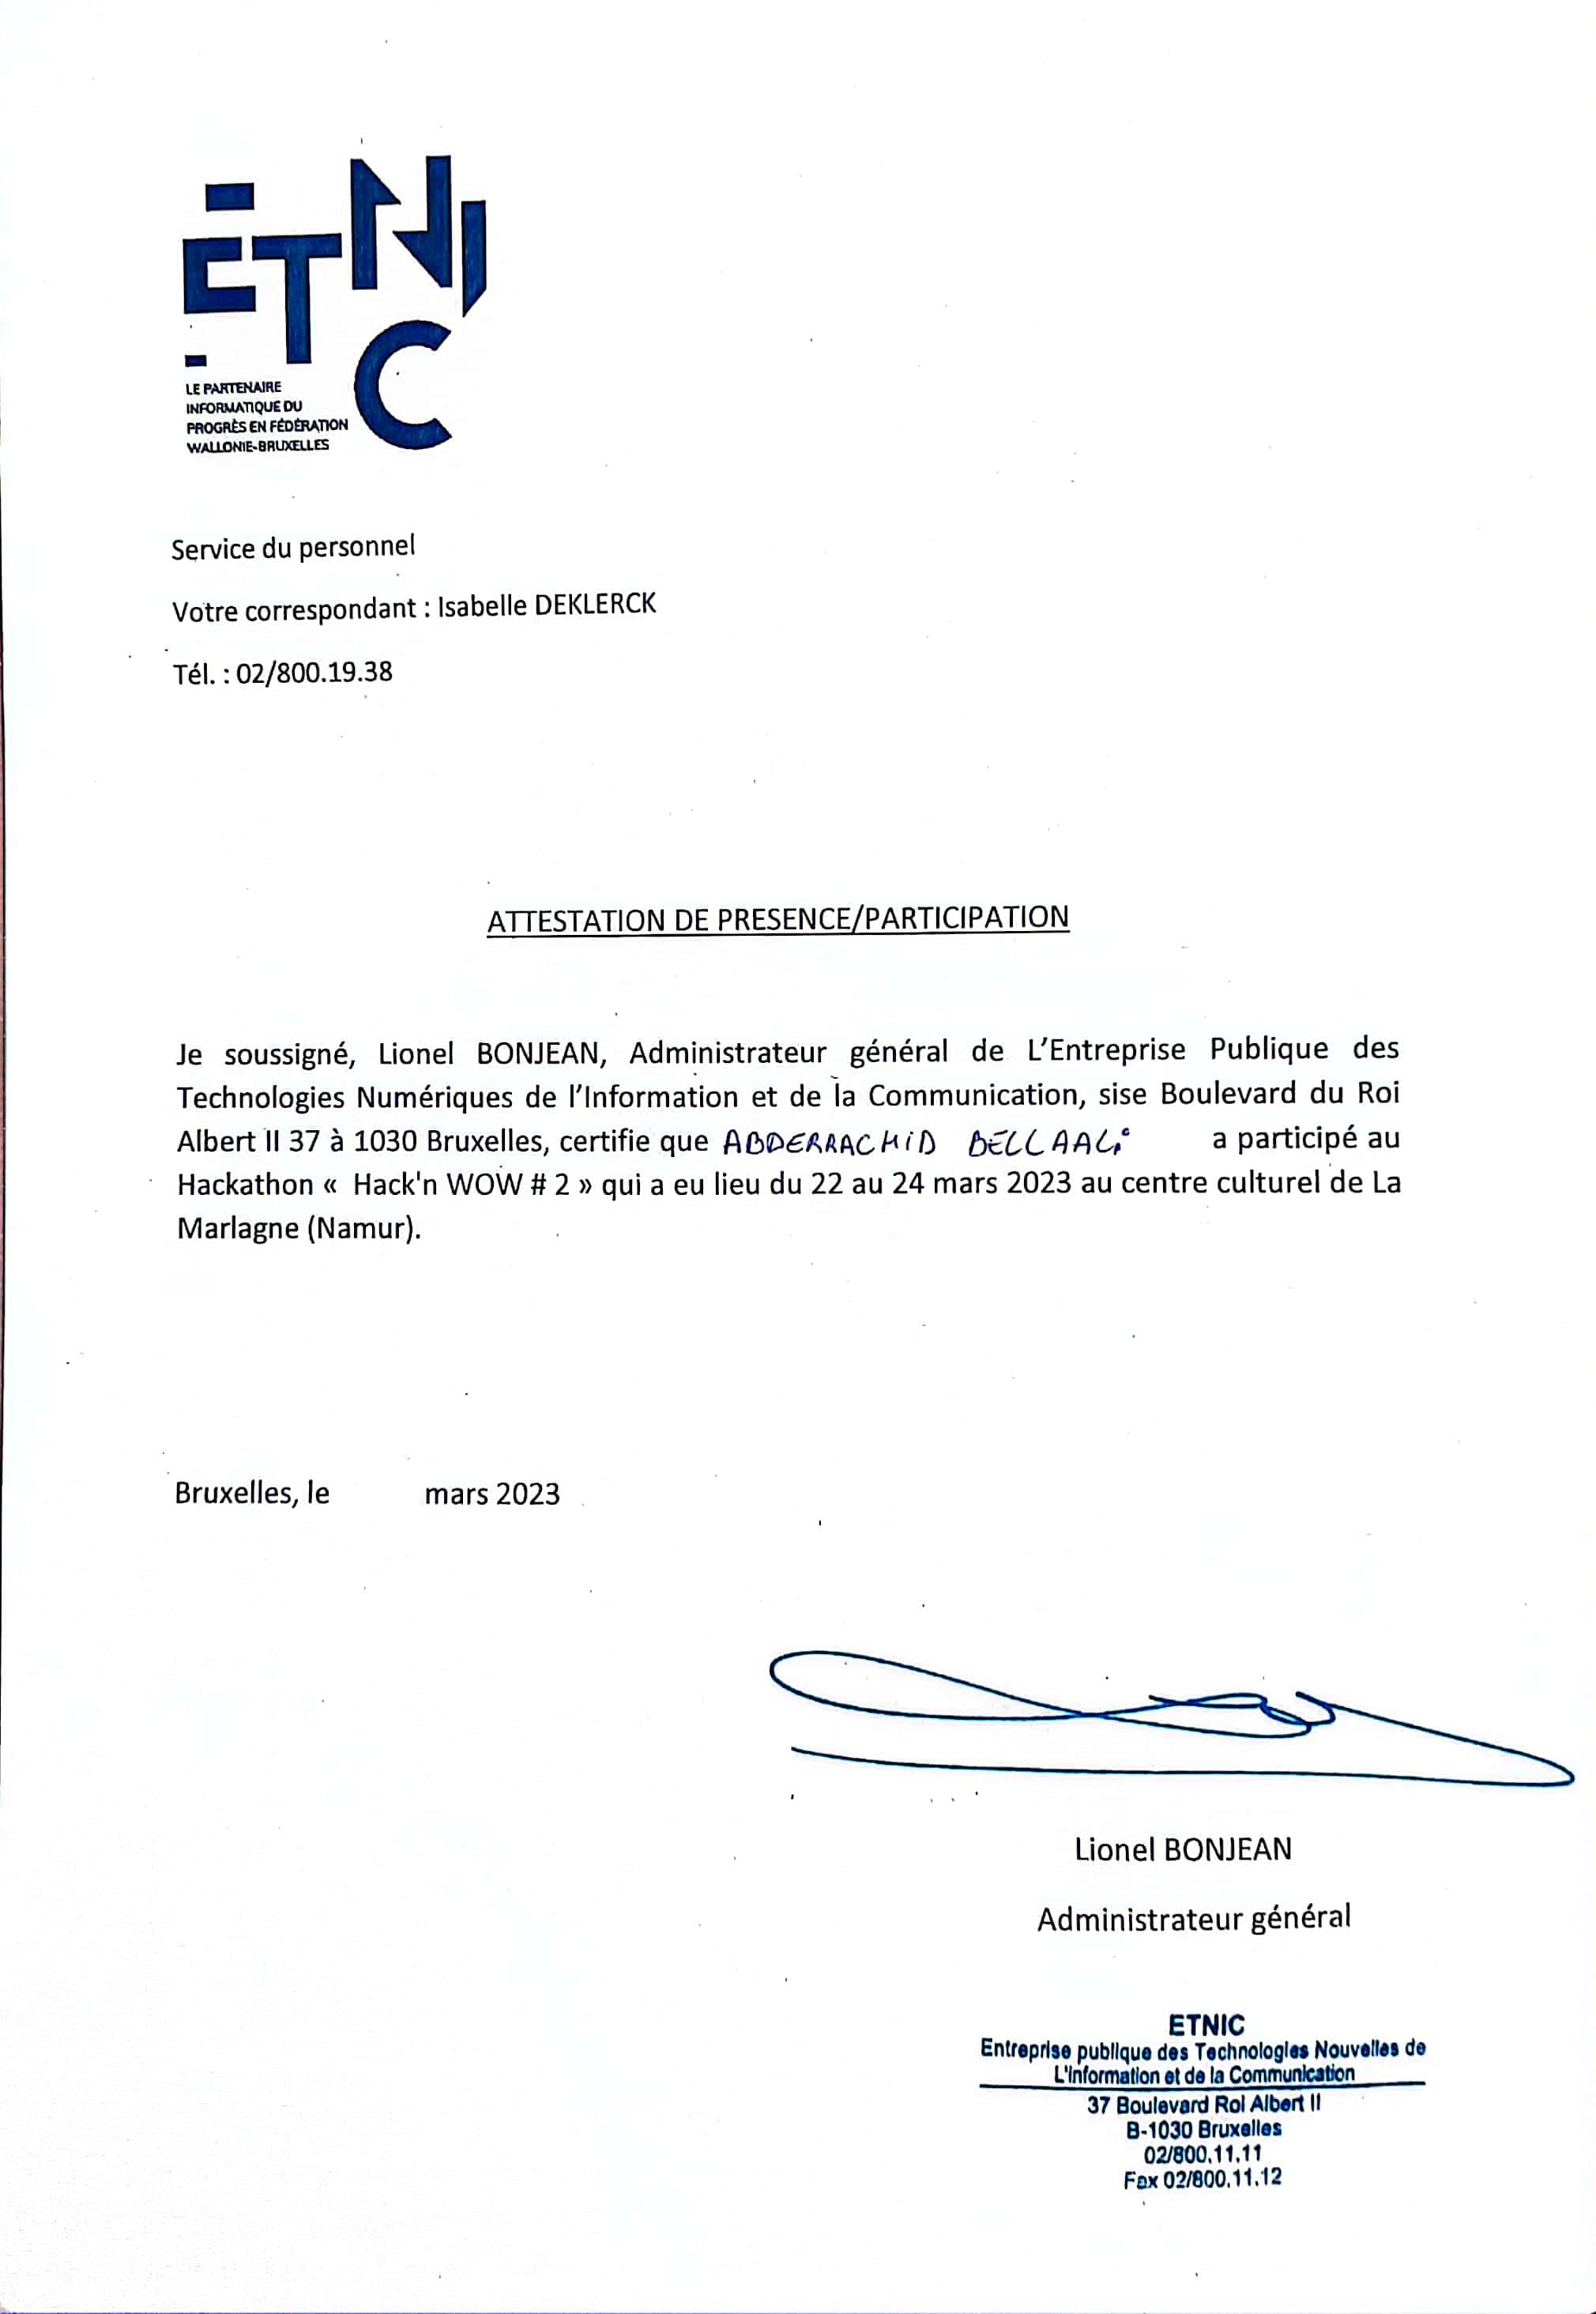 ETNIC
LE PARTENAIRE
INFORMATIQUE DU
PROGRÈS EN FÉDÉRATION
WALLONIE-BRUXELLES
Service du personnel
Votre correspondant : Isabelle DEKLERCK
Tél. : 02/800.19.38
ATTESTATION DE PRESENCE/PARTICIPATION
Je soussigné, Lionel BONJEAN, Administrateur général de L'Entreprise Publique des
Technologies Numériques de l'Information et de la Communication, sise Boulevard du Roi
Albert II 37 à 1030 Bruxelles, certifie que ABDERRACHiD BELLAALi a participé au
Hackathon « Hack'n WOW # 2 » qui a eu lieu du 22 au 24 mars 2023 au centre culturel de La
Marlagne (Namur).
Bruxelles, le mars 2023
Lionel BONJEAN
Administrateur général
ETNIC
Entreprise publique des Technologies Nouvelles de
L'Information et de la Communication
37 Boulevard Roi Albert II
B-1030 Bruxelles
02/800.11.11
Fax 02/800.11.12